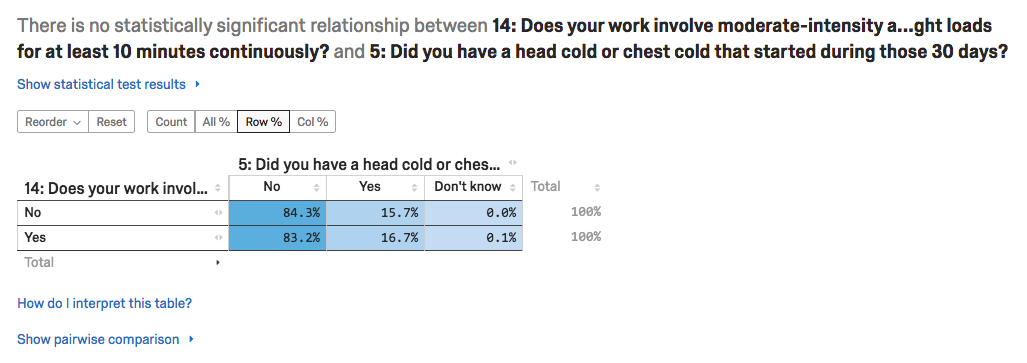 There is no statistically significant relationship between 14: Does your work involve moderate-intensity a...ght loads
for at least 10 minutes continuously? and 5: Did you have a head cold or chest cold that started during those 30 days?
Show statistical test results
Reorder Reset Count All % Row % Col %
5: Did you have a head cold or ches...
14: Does your work invol... No Yes Don't know Total
No 84.3% 15.7% 0.0% 100%
Yes 83.2% 16.7% 0.1% 100%
Total
How do I interpret this table?
Show pairwise comparison